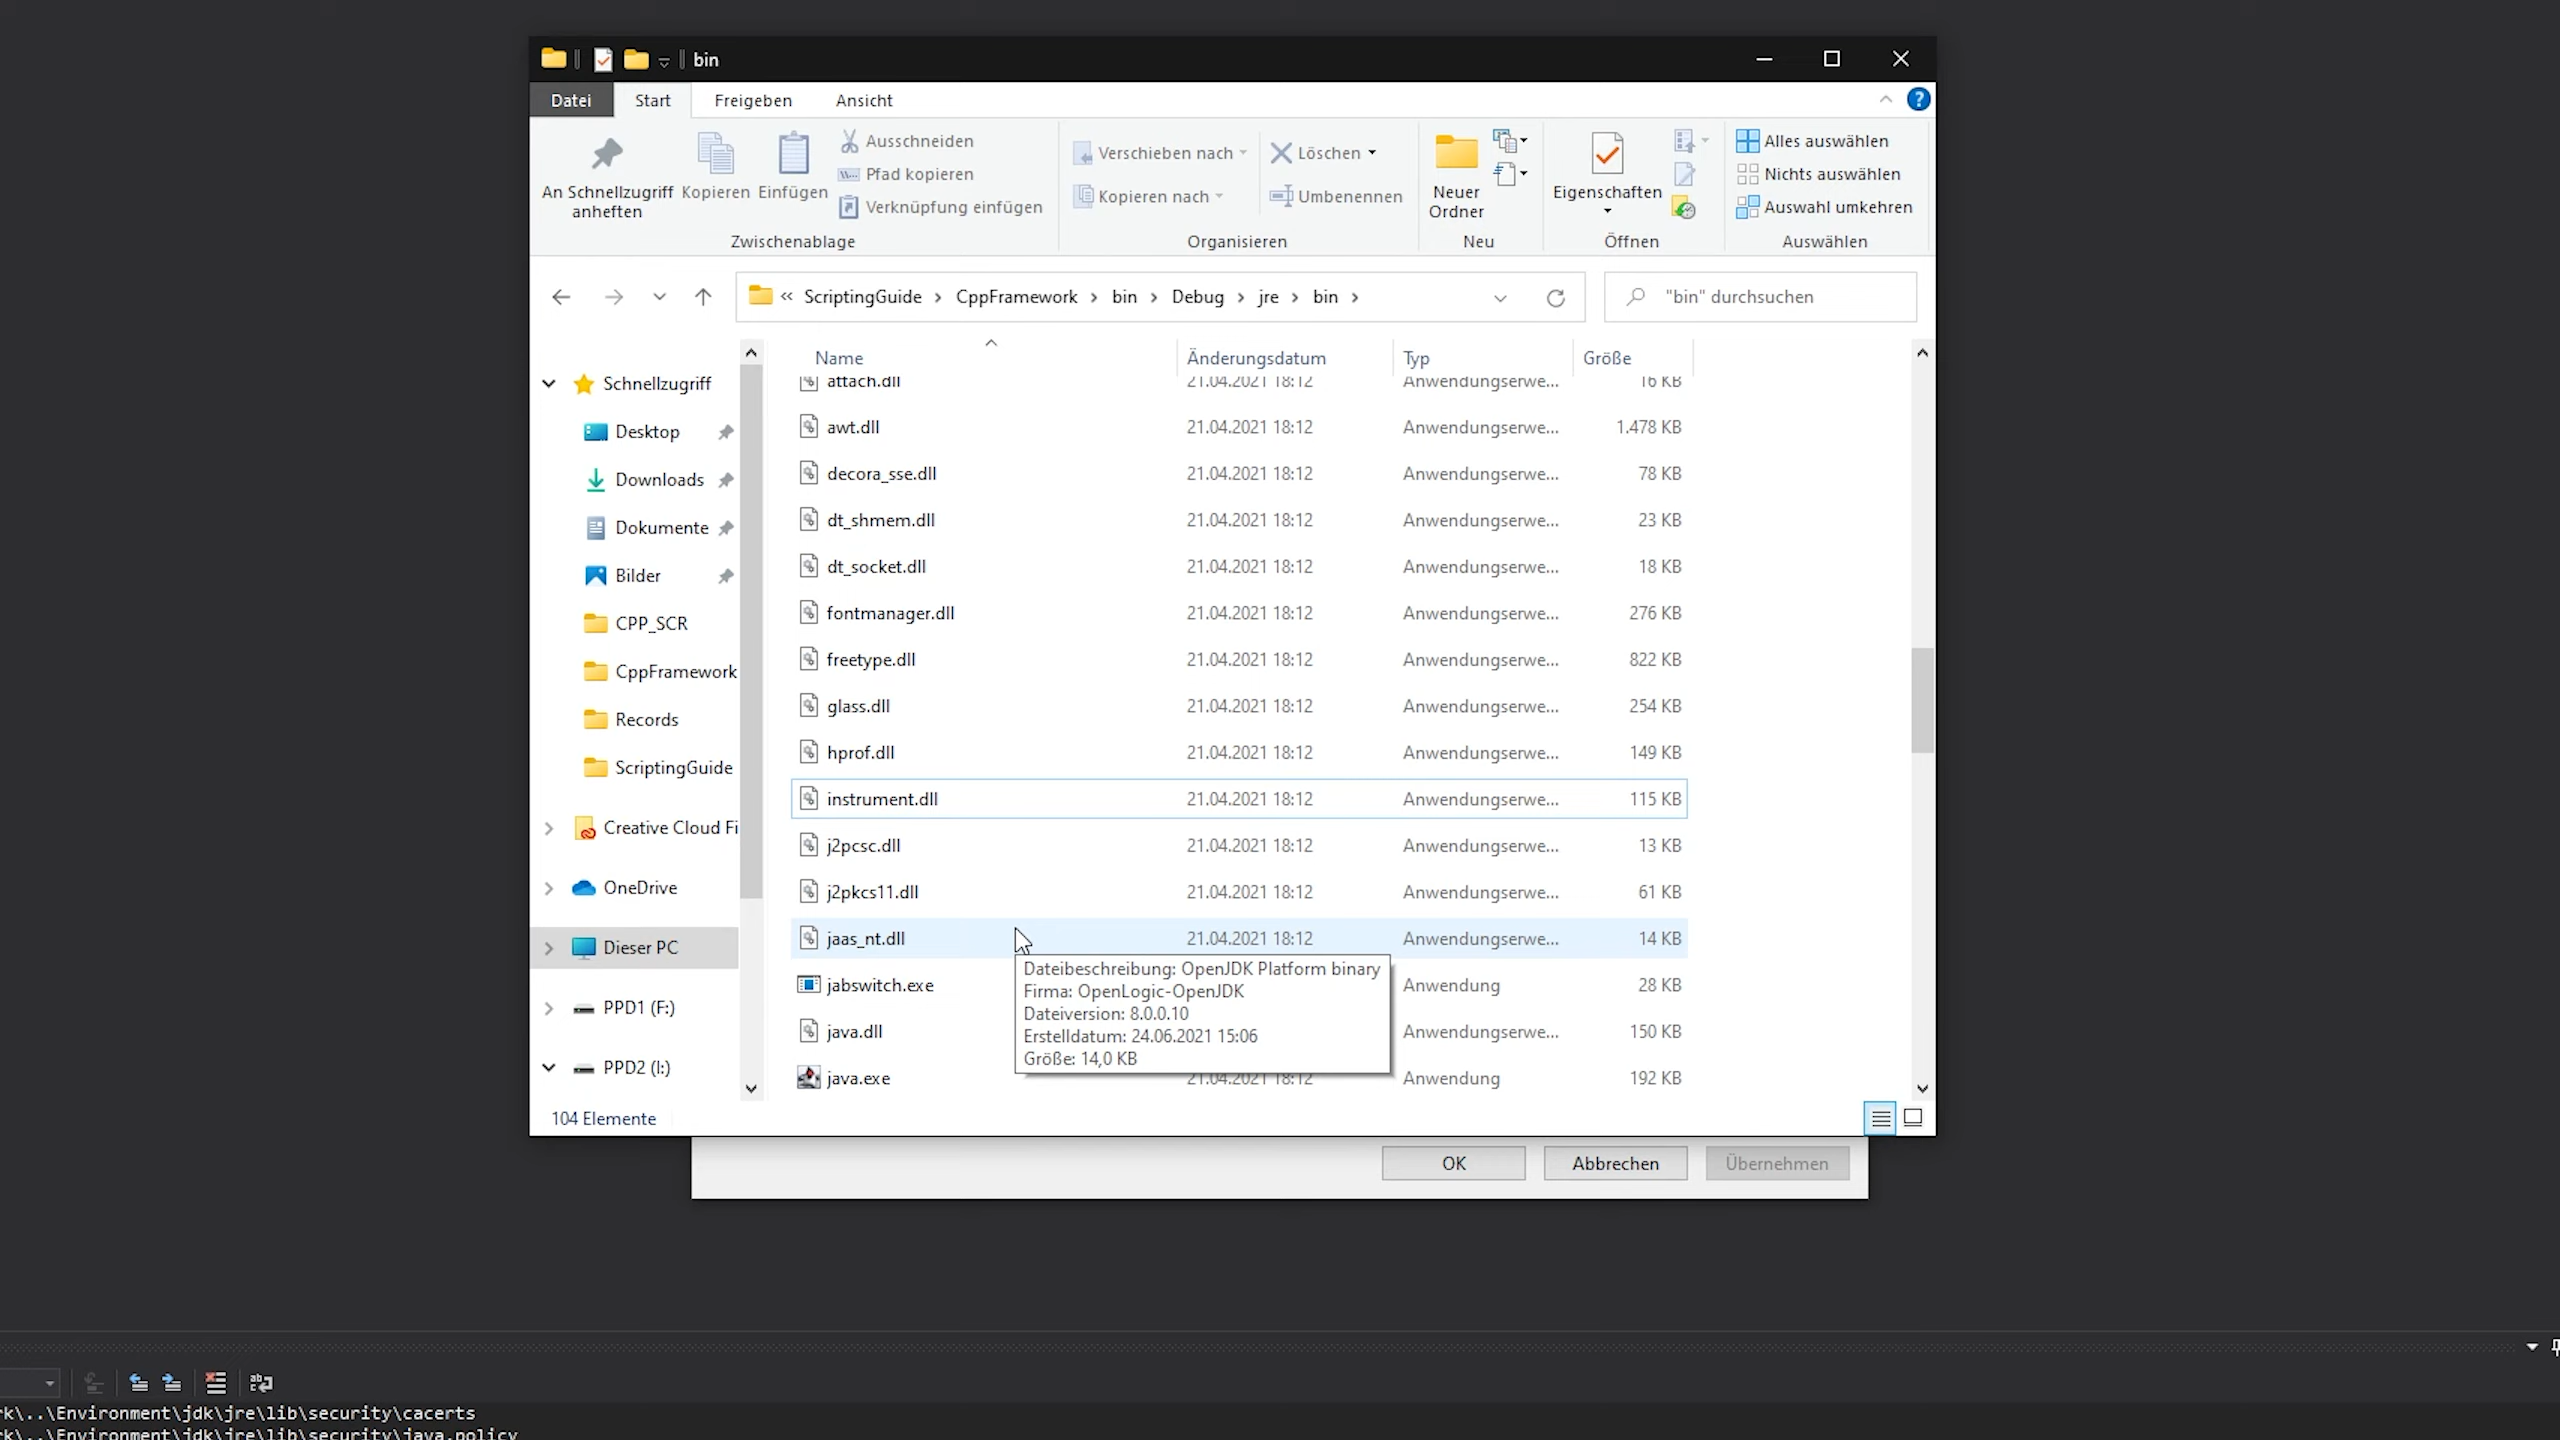 bin
Datei Start Freigeben Ansicht
An Schnellzugriff anheften
Kopieren
Einfügen
Ausschneiden
Pfad kopieren
Verknüpfung einfügen
Zwischenablage
Verschieben nach
Kopieren nach
Löschen
Umbenennen
Organisieren
Neuer Ordner
Neu
Eigenschaften
Öffnen
Alles auswählen
Nichts auswählen
Auswahl umkehren
Auswählen
« ScriptingGuide › CppFramework › bin › Debug › jre › bin ›
"bin" durchsuchen
Schnellzugriff
Desktop
Downloads
Dokumente
Bilder
CPP_SCR
CppFramework
Records
ScriptingGuide
Creative Cloud Fi
OneDrive
Dieser PC
PPD1 (F:)
PPD2 (I:)
Name Änderungsdatum Typ Größe
attach.dll 21.04.2021 18:12 Anwendungserwe... 16 KB
awt.dll 21.04.2021 18:12 Anwendungserwe... 1.478 KB
decora_sse.dll 21.04.2021 18:12 Anwendungserwe... 78 KB
dt_shmem.dll 21.04.2021 18:12 Anwendungserwe... 23 KB
dt_socket.dll 21.04.2021 18:12 Anwendungserwe... 18 KB
fontmanager.dll 21.04.2021 18:12 Anwendungserwe... 276 KB
freetype.dll 21.04.2021 18:12 Anwendungserwe... 822 KB
glass.dll 21.04.2021 18:12 Anwendungserwe... 254 KB
hprof.dll 21.04.2021 18:12 Anwendungserwe... 149 KB
instrument.dll 21.04.2021 18:12 Anwendungserwe... 115 KB
j2pcsc.dll 21.04.2021 18:12 Anwendungserwe... 13 KB
j2pkcs11.dll 21.04.2021 18:12 Anwendungserwe... 61 KB
jaas_nt.dll 21.04.2021 18:12 Anwendungserwe... 14 KB
jabswitch.exe Anwendung 28 KB
java.dll Anwendungserwe... 150 KB
java.exe 21.04.2021 18:12 Anwendung 192 KB
Dateibeschreibung: OpenJDK Platform binary
Firma: OpenLogic-OpenJDK
Dateiversion: 8.0.0.10
Erstelldatum: 24.06.2021 15:06
Größe: 14,0 KB
104 Elemente
OK Abbrechen Übernehmen
rk\..\Environment\jdk\jre\lib\security\cacerts
rk\..\Environment\jdk\jre\lib\security\java.policy